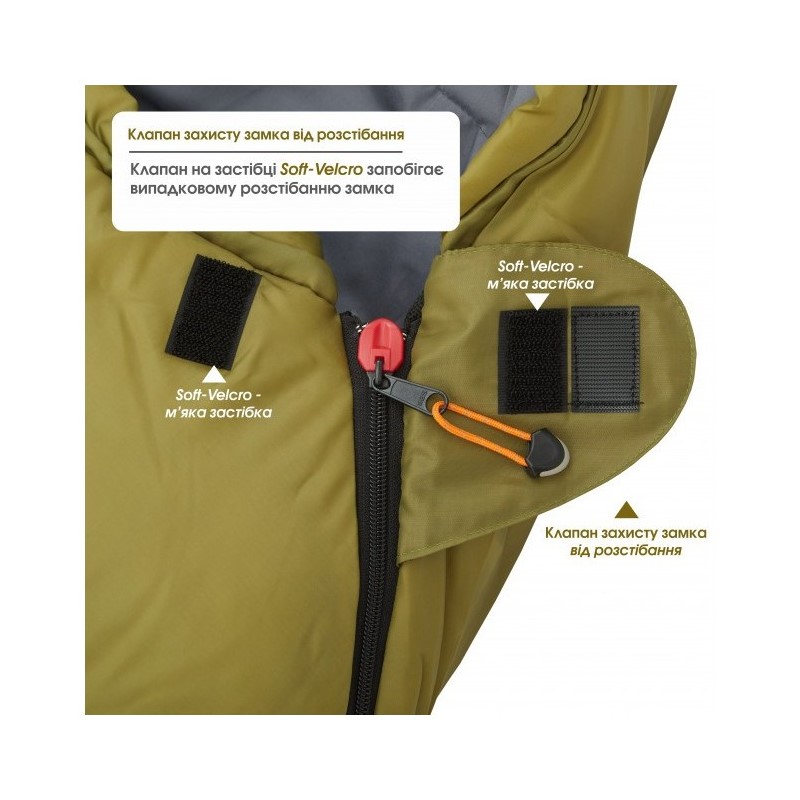 Клапан захисту замка від розстібання
Клапан на застібці Soft-Velcro запобігає
випадковому розстібанню замка
Soft-Velcro -
м’яка застібка
Soft-Velcro -
м’яка застібка
Клапан захисту замка
від розстібання